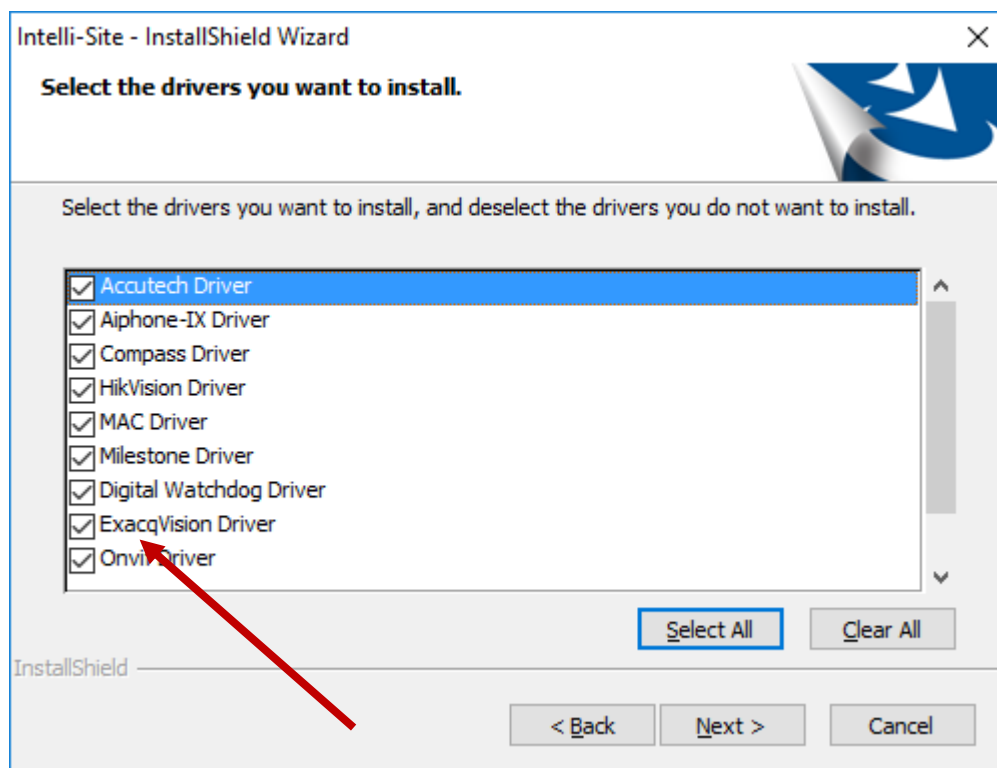 Intelli-Site - InstallShield Wizard
Select the drivers you want to install.
Select the drivers you want to install, and deselect the drivers you do not want to install.
Accutech Driver
Aiphone-IX Driver
Compass Driver
HikVision Driver
MAC Driver
Milestone Driver
Digital Watchdog Driver
ExacqVision Driver
Onvif Driver
Select All
Clear All
InstallShield
< Back
Next >
Cancel